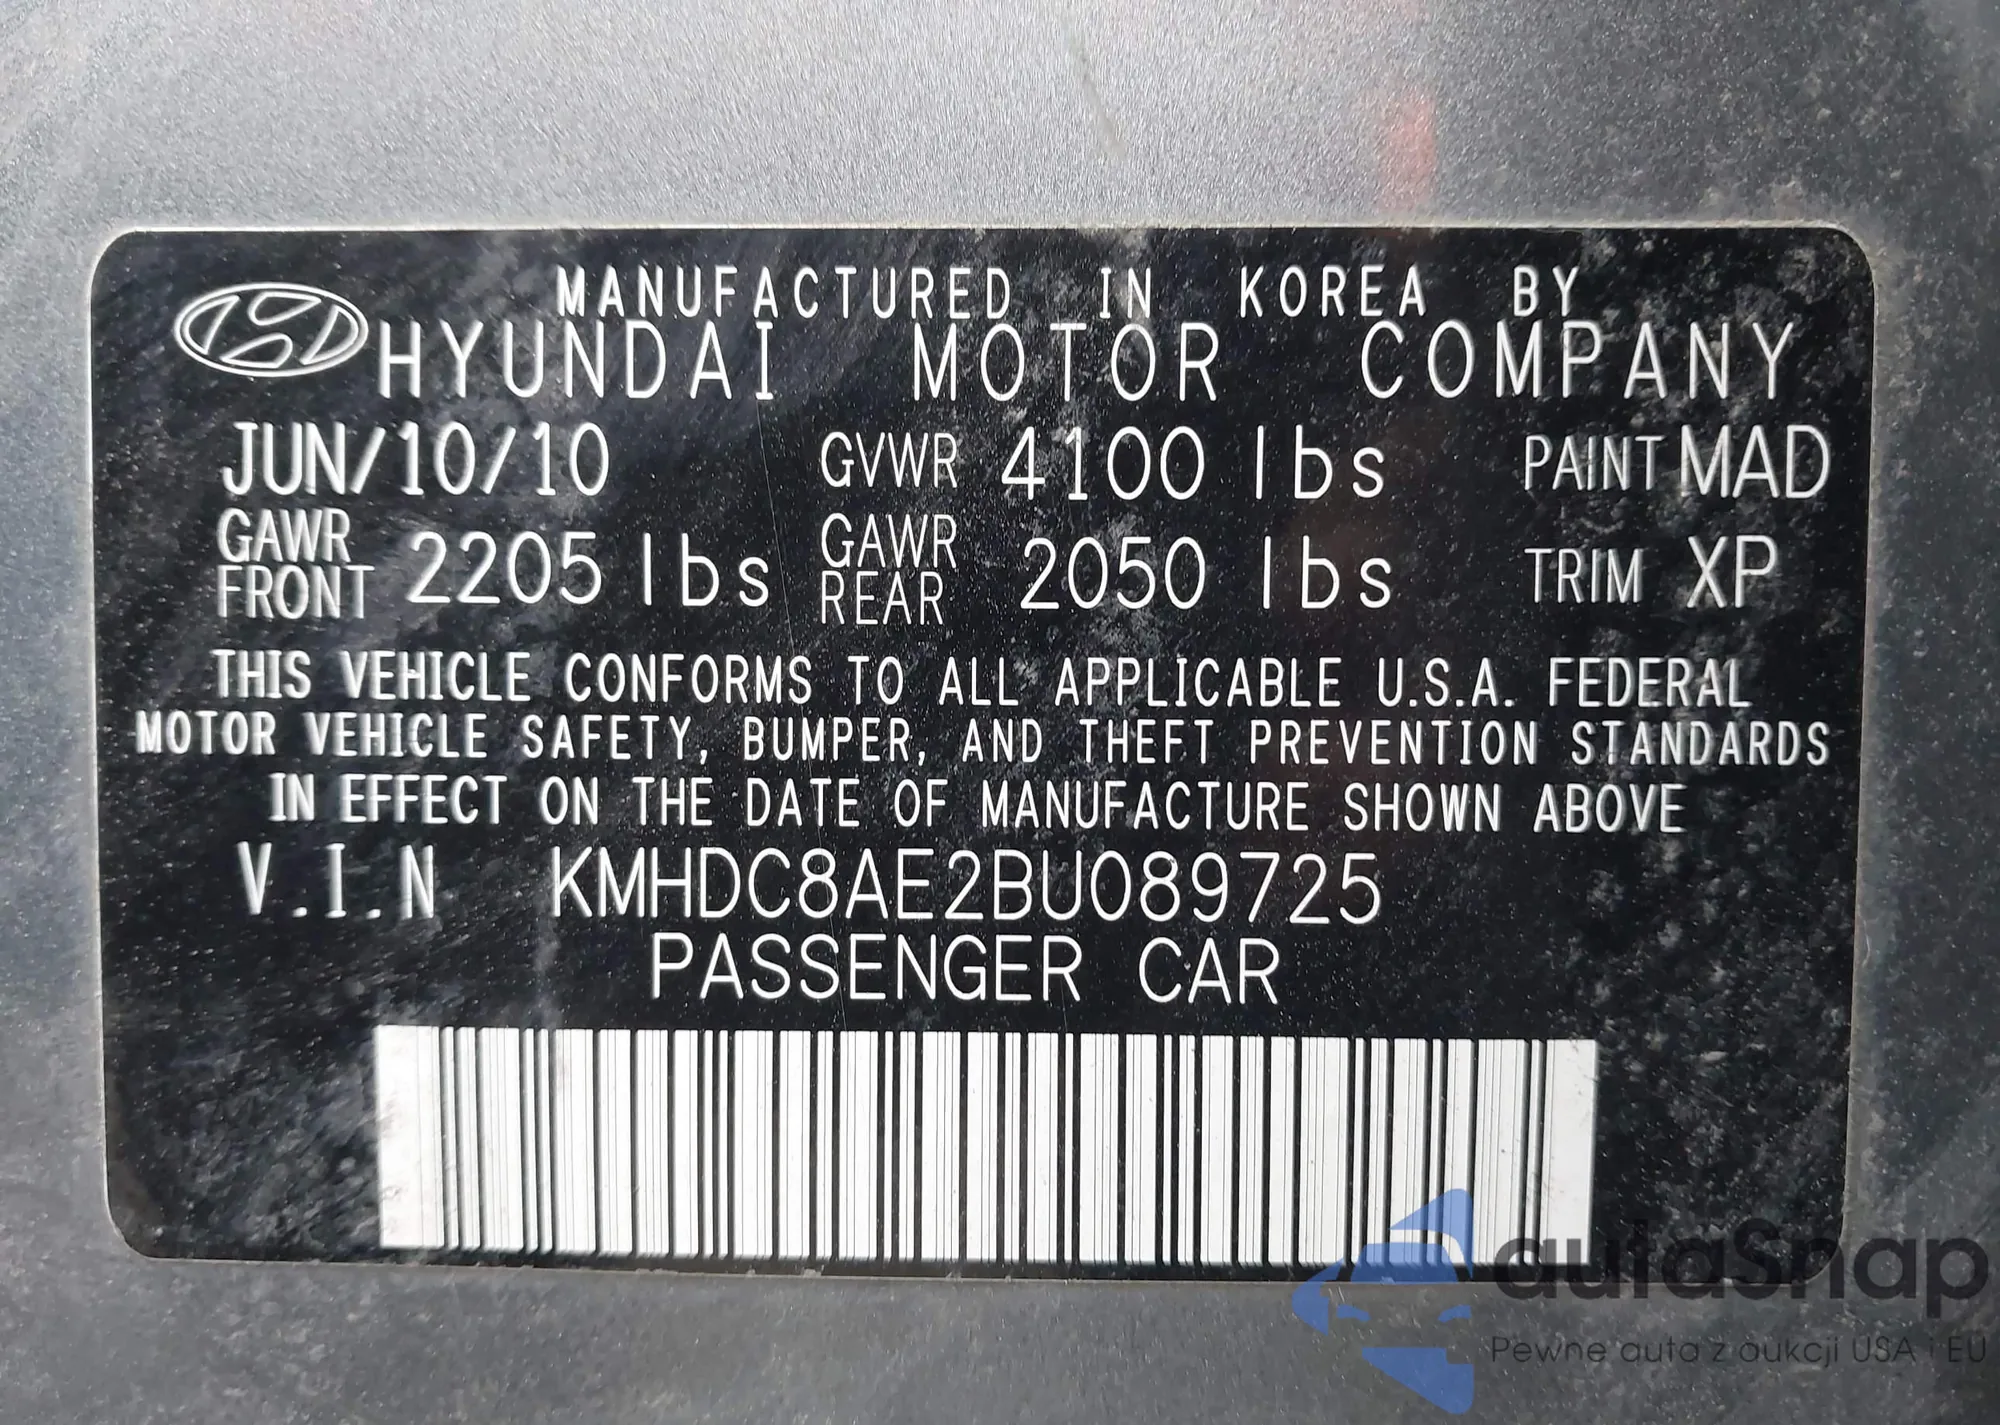 MANUFACTURED IN KOREA BY
HYUNDAI MOTOR COMPANY
JUN/10/10 GVWR 4100 lbs PAINT MAD
GAWR FRONT 2205 lbs GAWR REAR 2050 lbs TRIM XP
THIS VEHICLE CONFORMS TO ALL APPLICABLE U.S.A. FEDERAL
MOTOR VEHICLE SAFETY, BUMPER, AND THEFT PREVENTION STANDARDS
IN EFFECT ON THE DATE OF MANUFACTURE SHOWN ABOVE
V.I.N KMHDC8AE2BU089725
PASSENGER CAR
autaSnap
Pewne auta z aukcji USA i EU